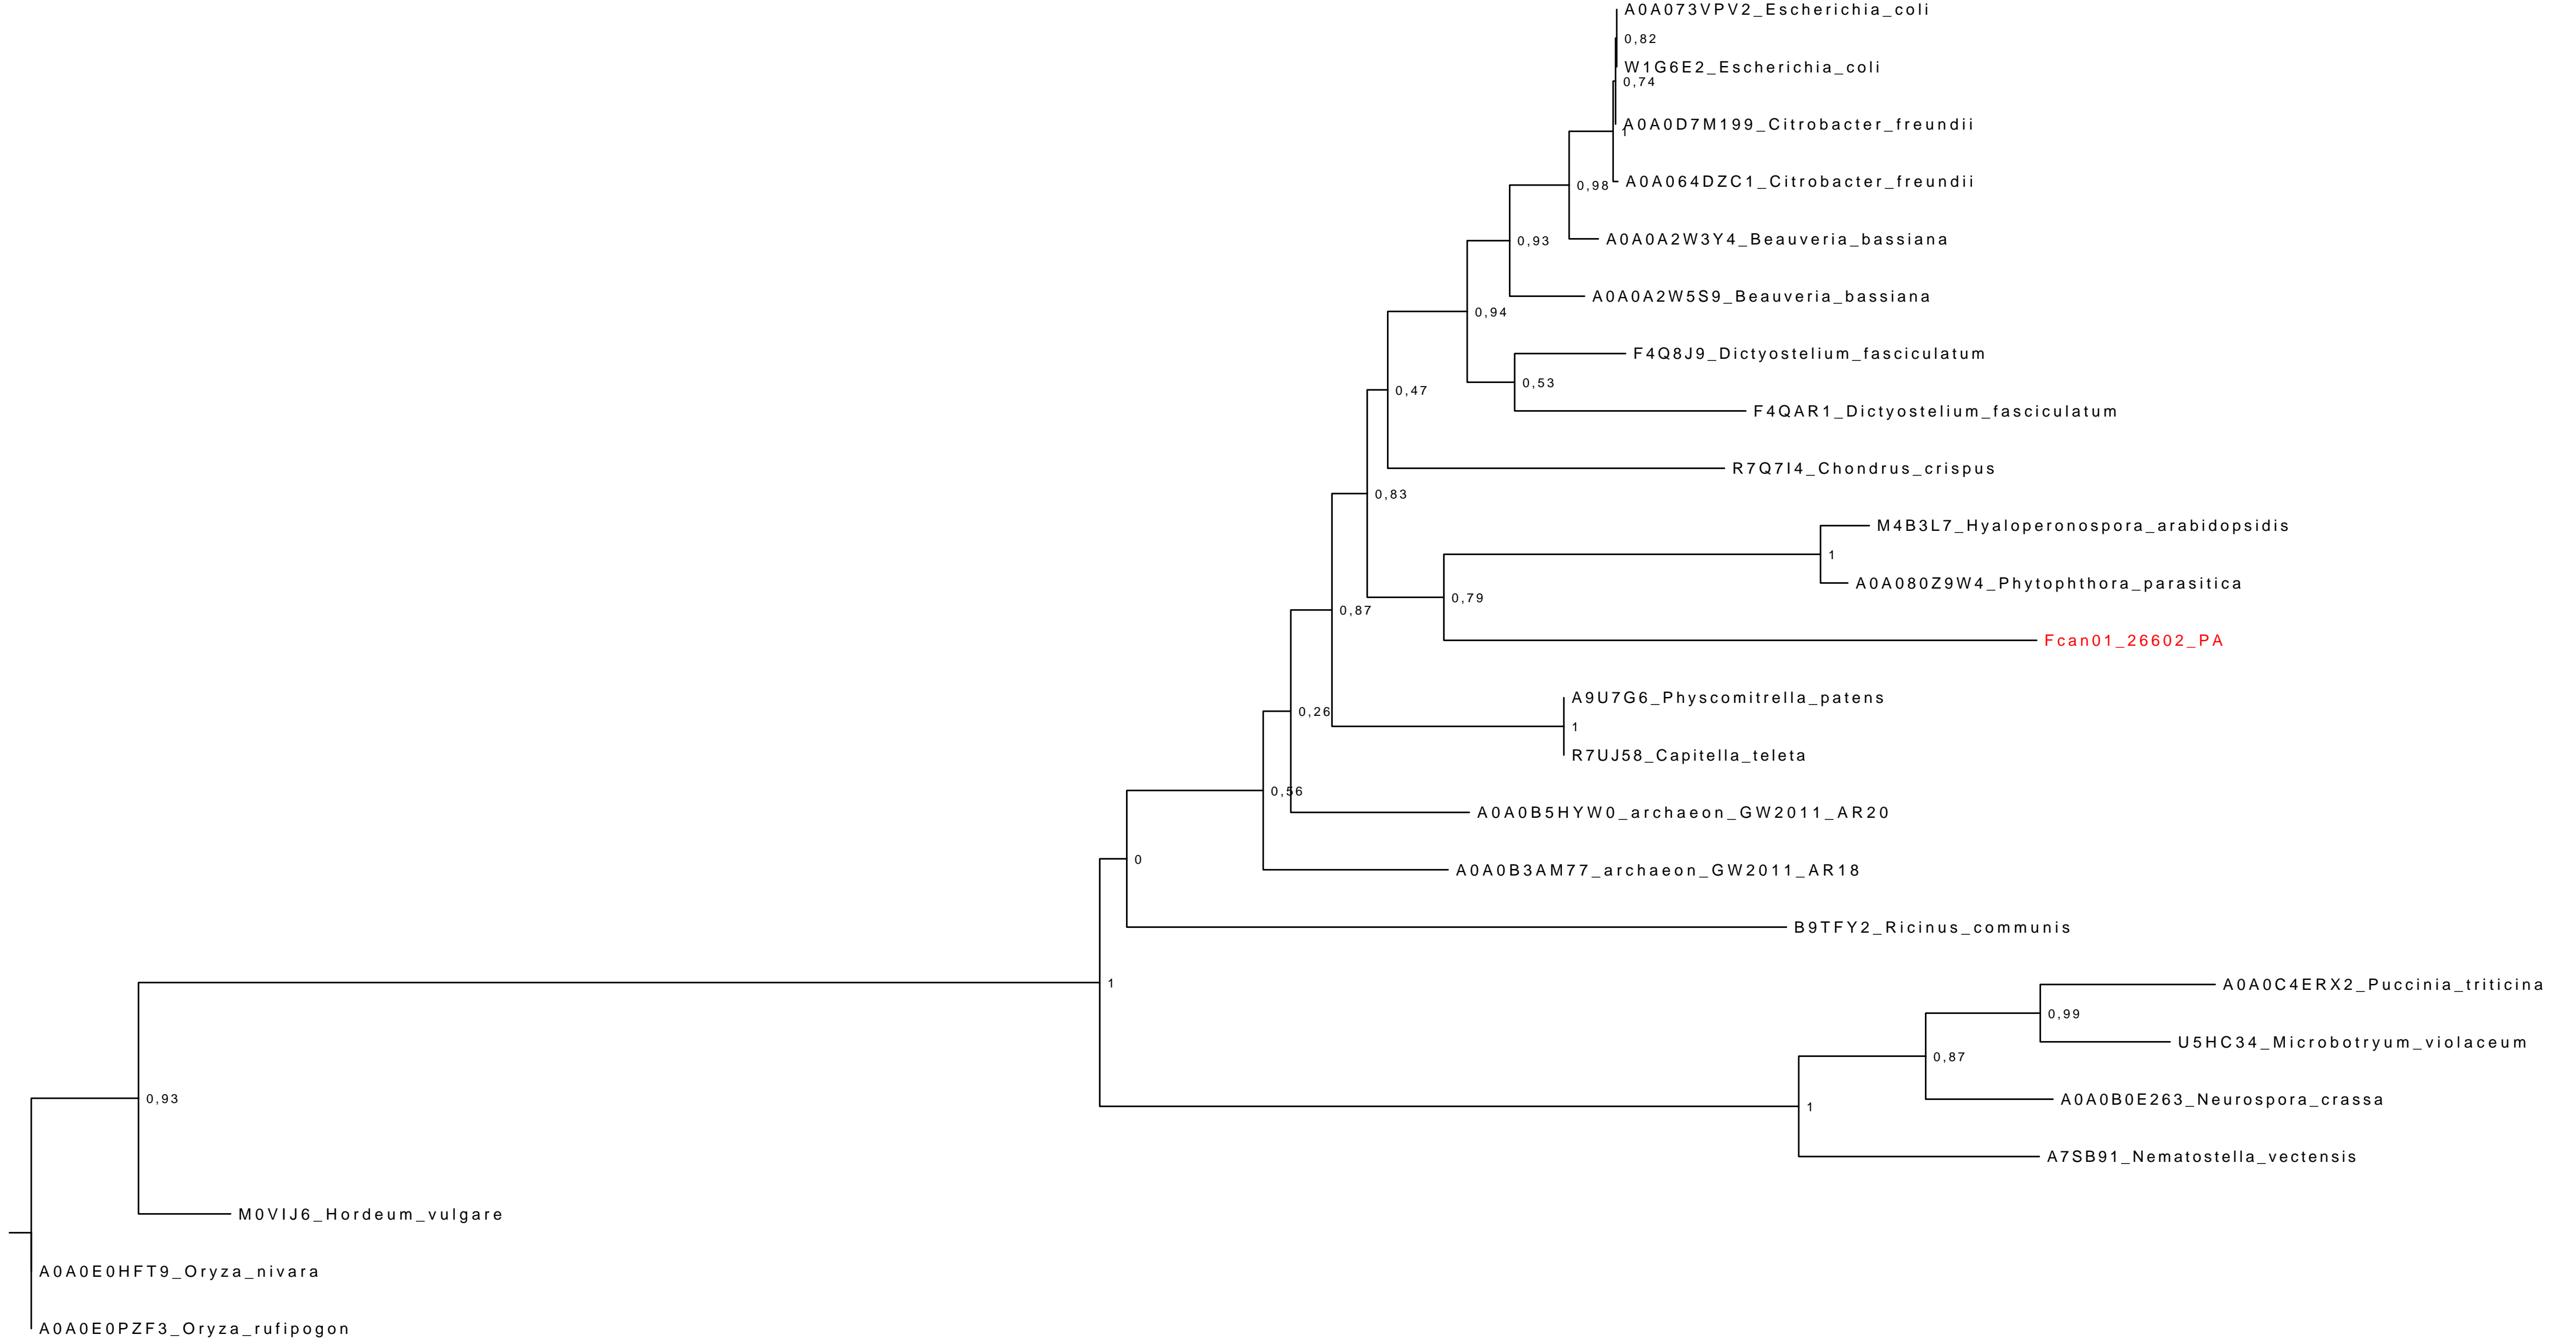 A0A073VPV2_Escherichia_coli
0,82
W1G6E2_Escherichia_coli
0,74
A0A0D7M199_Citrobacter_freundii
1
A0A064DZC1_Citrobacter_freundii
0,98
A0A0A2W3Y4_Beauveria_bassiana
0,93
A0A0A2W5S9_Beauveria_bassiana
0,94
F4Q8J9_Dictyostelium_fasciculatum
0,53
F4QAR1_Dictyostelium_fasciculatum
0,47
R7Q7I4_Chondrus_crispus
0,83
M4B3L7_Hyaloperonospora_arabidopsidis
1
A0A080Z9W4_Phytophthora_parasitica
0,79
0,87
Fcan01_26602_PA
A9U7G6_Physcomitrella_patens
0,26
1
R7UJ58_Capitella_teleta
0,56
A0A0B5HYW0_archaeon_GW2011_AR20
0
A0A0B3AM77_archaeon_GW2011_AR18
B9TFY2_Ricinus_communis
1
A0A0C4ERX2_Puccinia_triticina
0,99
U5HC34_Microbotryum_violaceum
0,87
0,93
A0A0B0E263_Neurospora_crassa
1
A7SB91_Nematostella_vectensis
M0VIJ6_Hordeum_vulgare
A0A0E0HFT9_Oryza_nivara
A0A0E0PZF3_Oryza_rufipogon